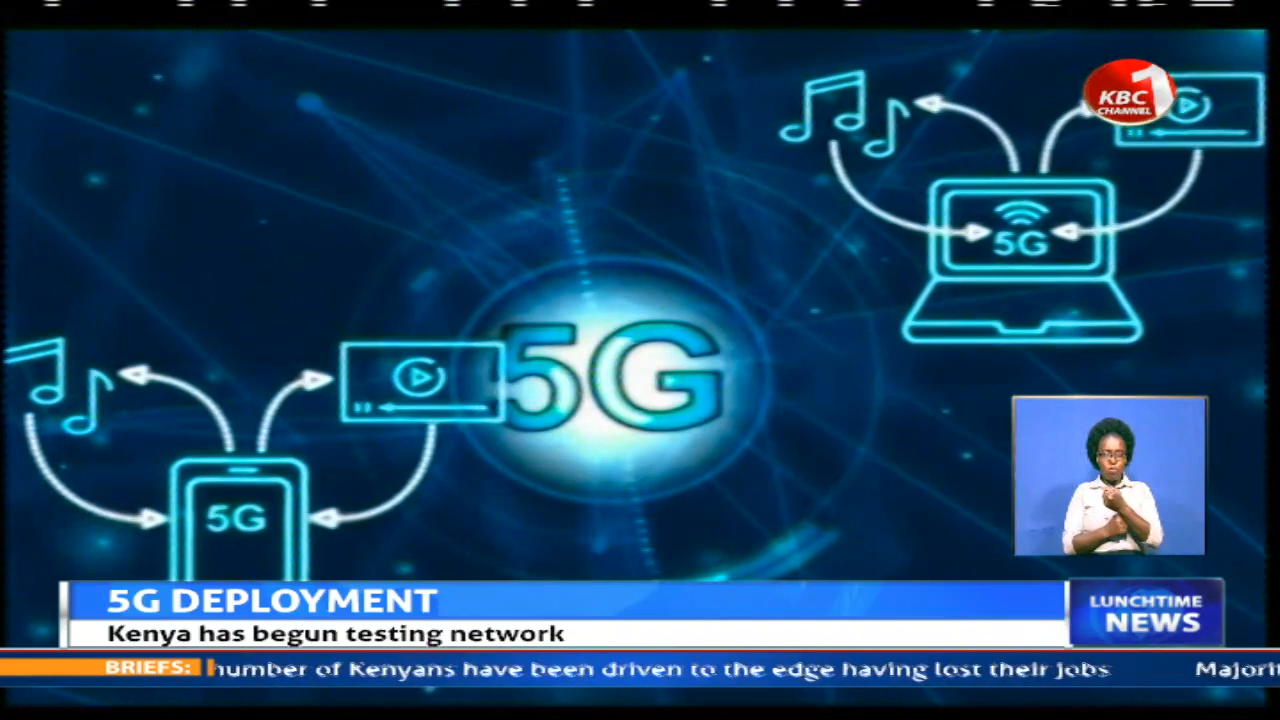 KBC 1
CHANNEL
5G
5G
5G
5G DEPLOYMENT
Kenya has begun testing network
LUNCHTIME
NEWS
BRIEFS: number of Kenyans have been driven to the edge having lost their jobs